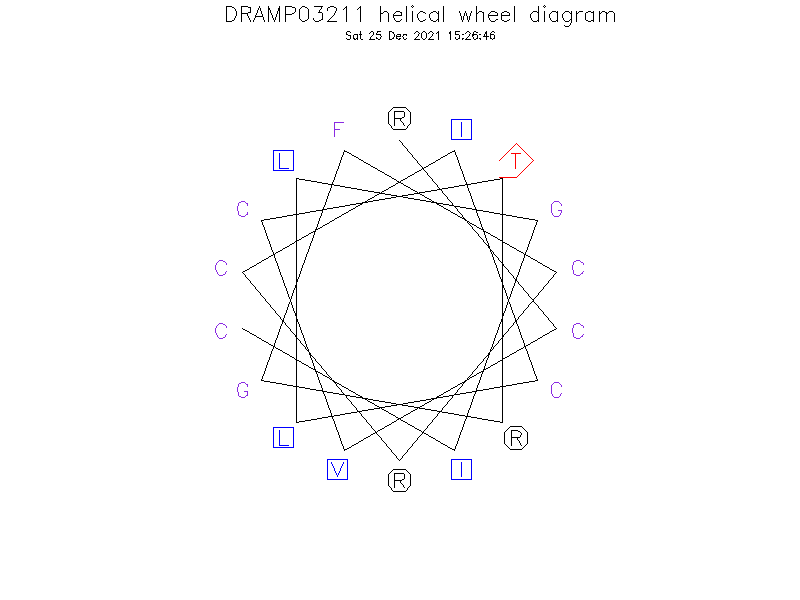 DRAMP03211 helical wheel diagram
Sat 25 Dec 2021 15:26:46
R
F I
L T
C G
C C
C C
G C
L R
V I
R